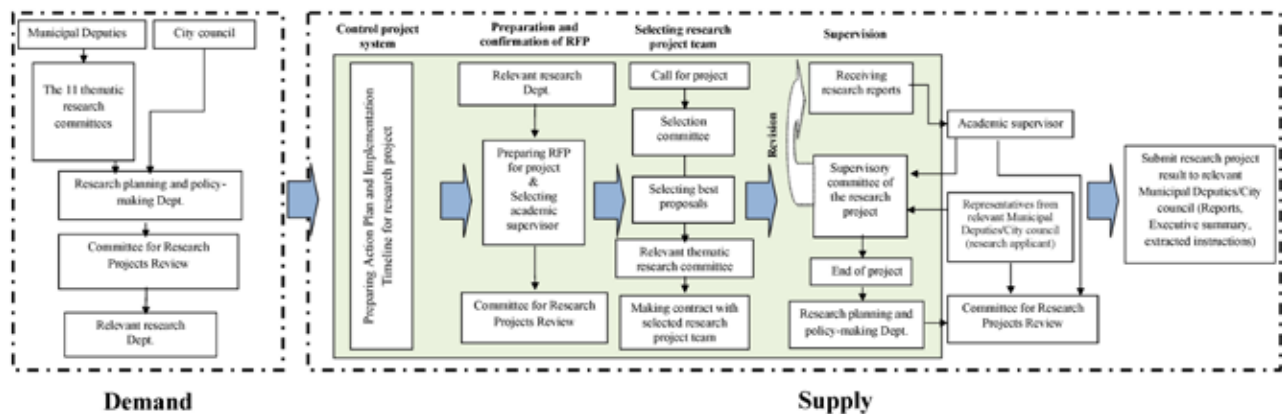 Municipal Deputies
City council
The 11 thematic
research
committees
Research planning and policy-
making Dept.
Committee for Research
Projects Review
Relevant research
Dept.
Demand
Control project
system
Preparing Action Plan and Implementation
Timeline for research project
Preparation and
confirmation of RFP
Relevant research
Dept.
Preparing RFP
for project
&
Selecting
academic
supervisor
Committee for Research
Projects Review
Selecting research
project team
Call for project
Selection
committee
Selecting best
proposals
Relevant thematic
research committee
Making contract with
selected research
project team
Supervision
Revision
Receiving
research reports
Supervisory
committee of
the research
project
End of project
Research planning and
policy-making Dept.
Academic supervisor
Representatives from
relevant Municipal
Deputies/City council
(research applicant)
Committee for Research
Projects Review
Submit research project
result to relevant
Municipal Deputies/City
council (Reports,
Executive summary,
extracted instructions)
Supply